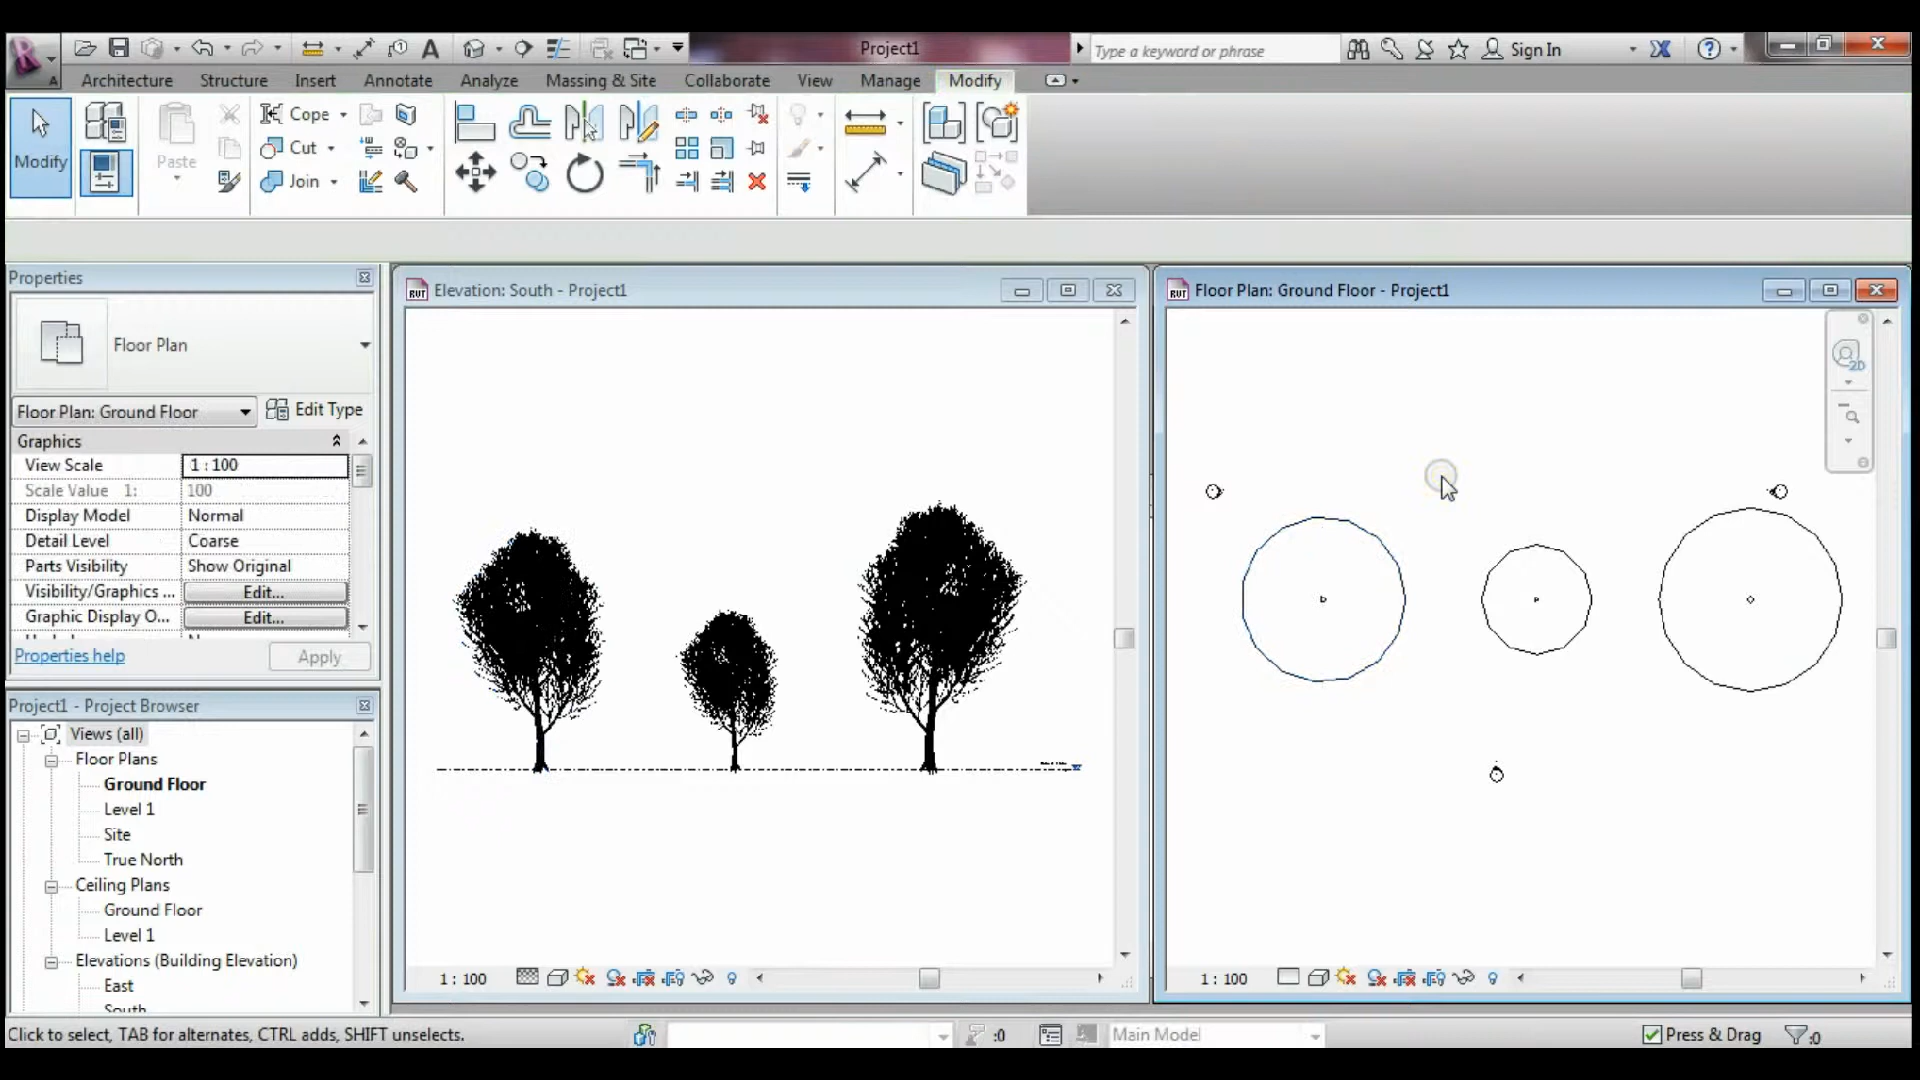 Project1
Type a keyword or phrase
Sign In
Architecture Structure Insert Annotate Analyze Massing & Site Collaborate View Manage Modify
Modify
Paste
Cope
Cut
Join
Properties
Floor Plan
Floor Plan: Ground Floor
Edit Type
Graphics
View Scale 1 : 100
Scale Value 1: 100
Display Model Normal
Detail Level Coarse
Parts Visibility Show Original
Visibility/Graphics ... Edit...
Graphic Display O... Edit...
Properties help
Apply
Project1 - Project Browser
Views (all)
Floor Plans
Ground Floor
Level 1
Site
True North
Ceiling Plans
Ground Floor
Level 1
Elevations (Building Elevation)
East
South
RVT Elevation: South - Project1
1 : 100
RVT Floor Plan: Ground Floor - Project1
2D
1 : 100
Click to select, TAB for alternates, CTRL adds, SHIFT unselects.
:0
Main Model
Press & Drag
:0